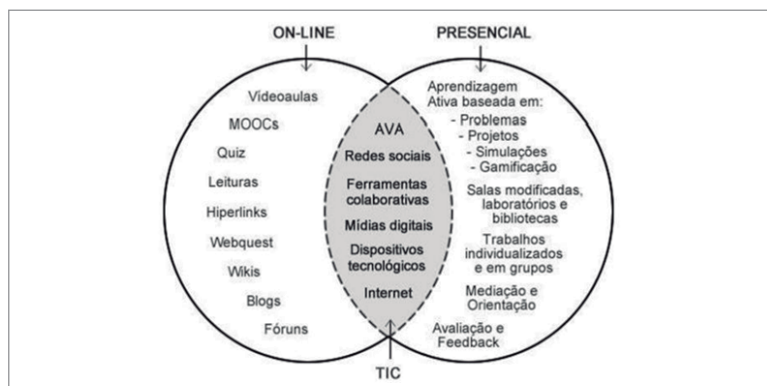 ON-LINE
PRESENCIAL
Videoaulas
MOOCs
Quiz
Leituras
Hiperlinks
Webquest
Wikis
Blogs
Fóruns
AVA
Redes sociais
Ferramentas
colaborativas
Mídias digitais
Dispositivos
tecnológicos
Internet
Aprendizagem
Ativa baseada em:
- Problemas
- Projetos
- Simulações
- Gamificação
Salas modificadas,
laboratórios e
bibliotecas
Trabalhos
individualizados
e em grupos
Mediação e
Orientação
Avaliação e
Feedback
TIC